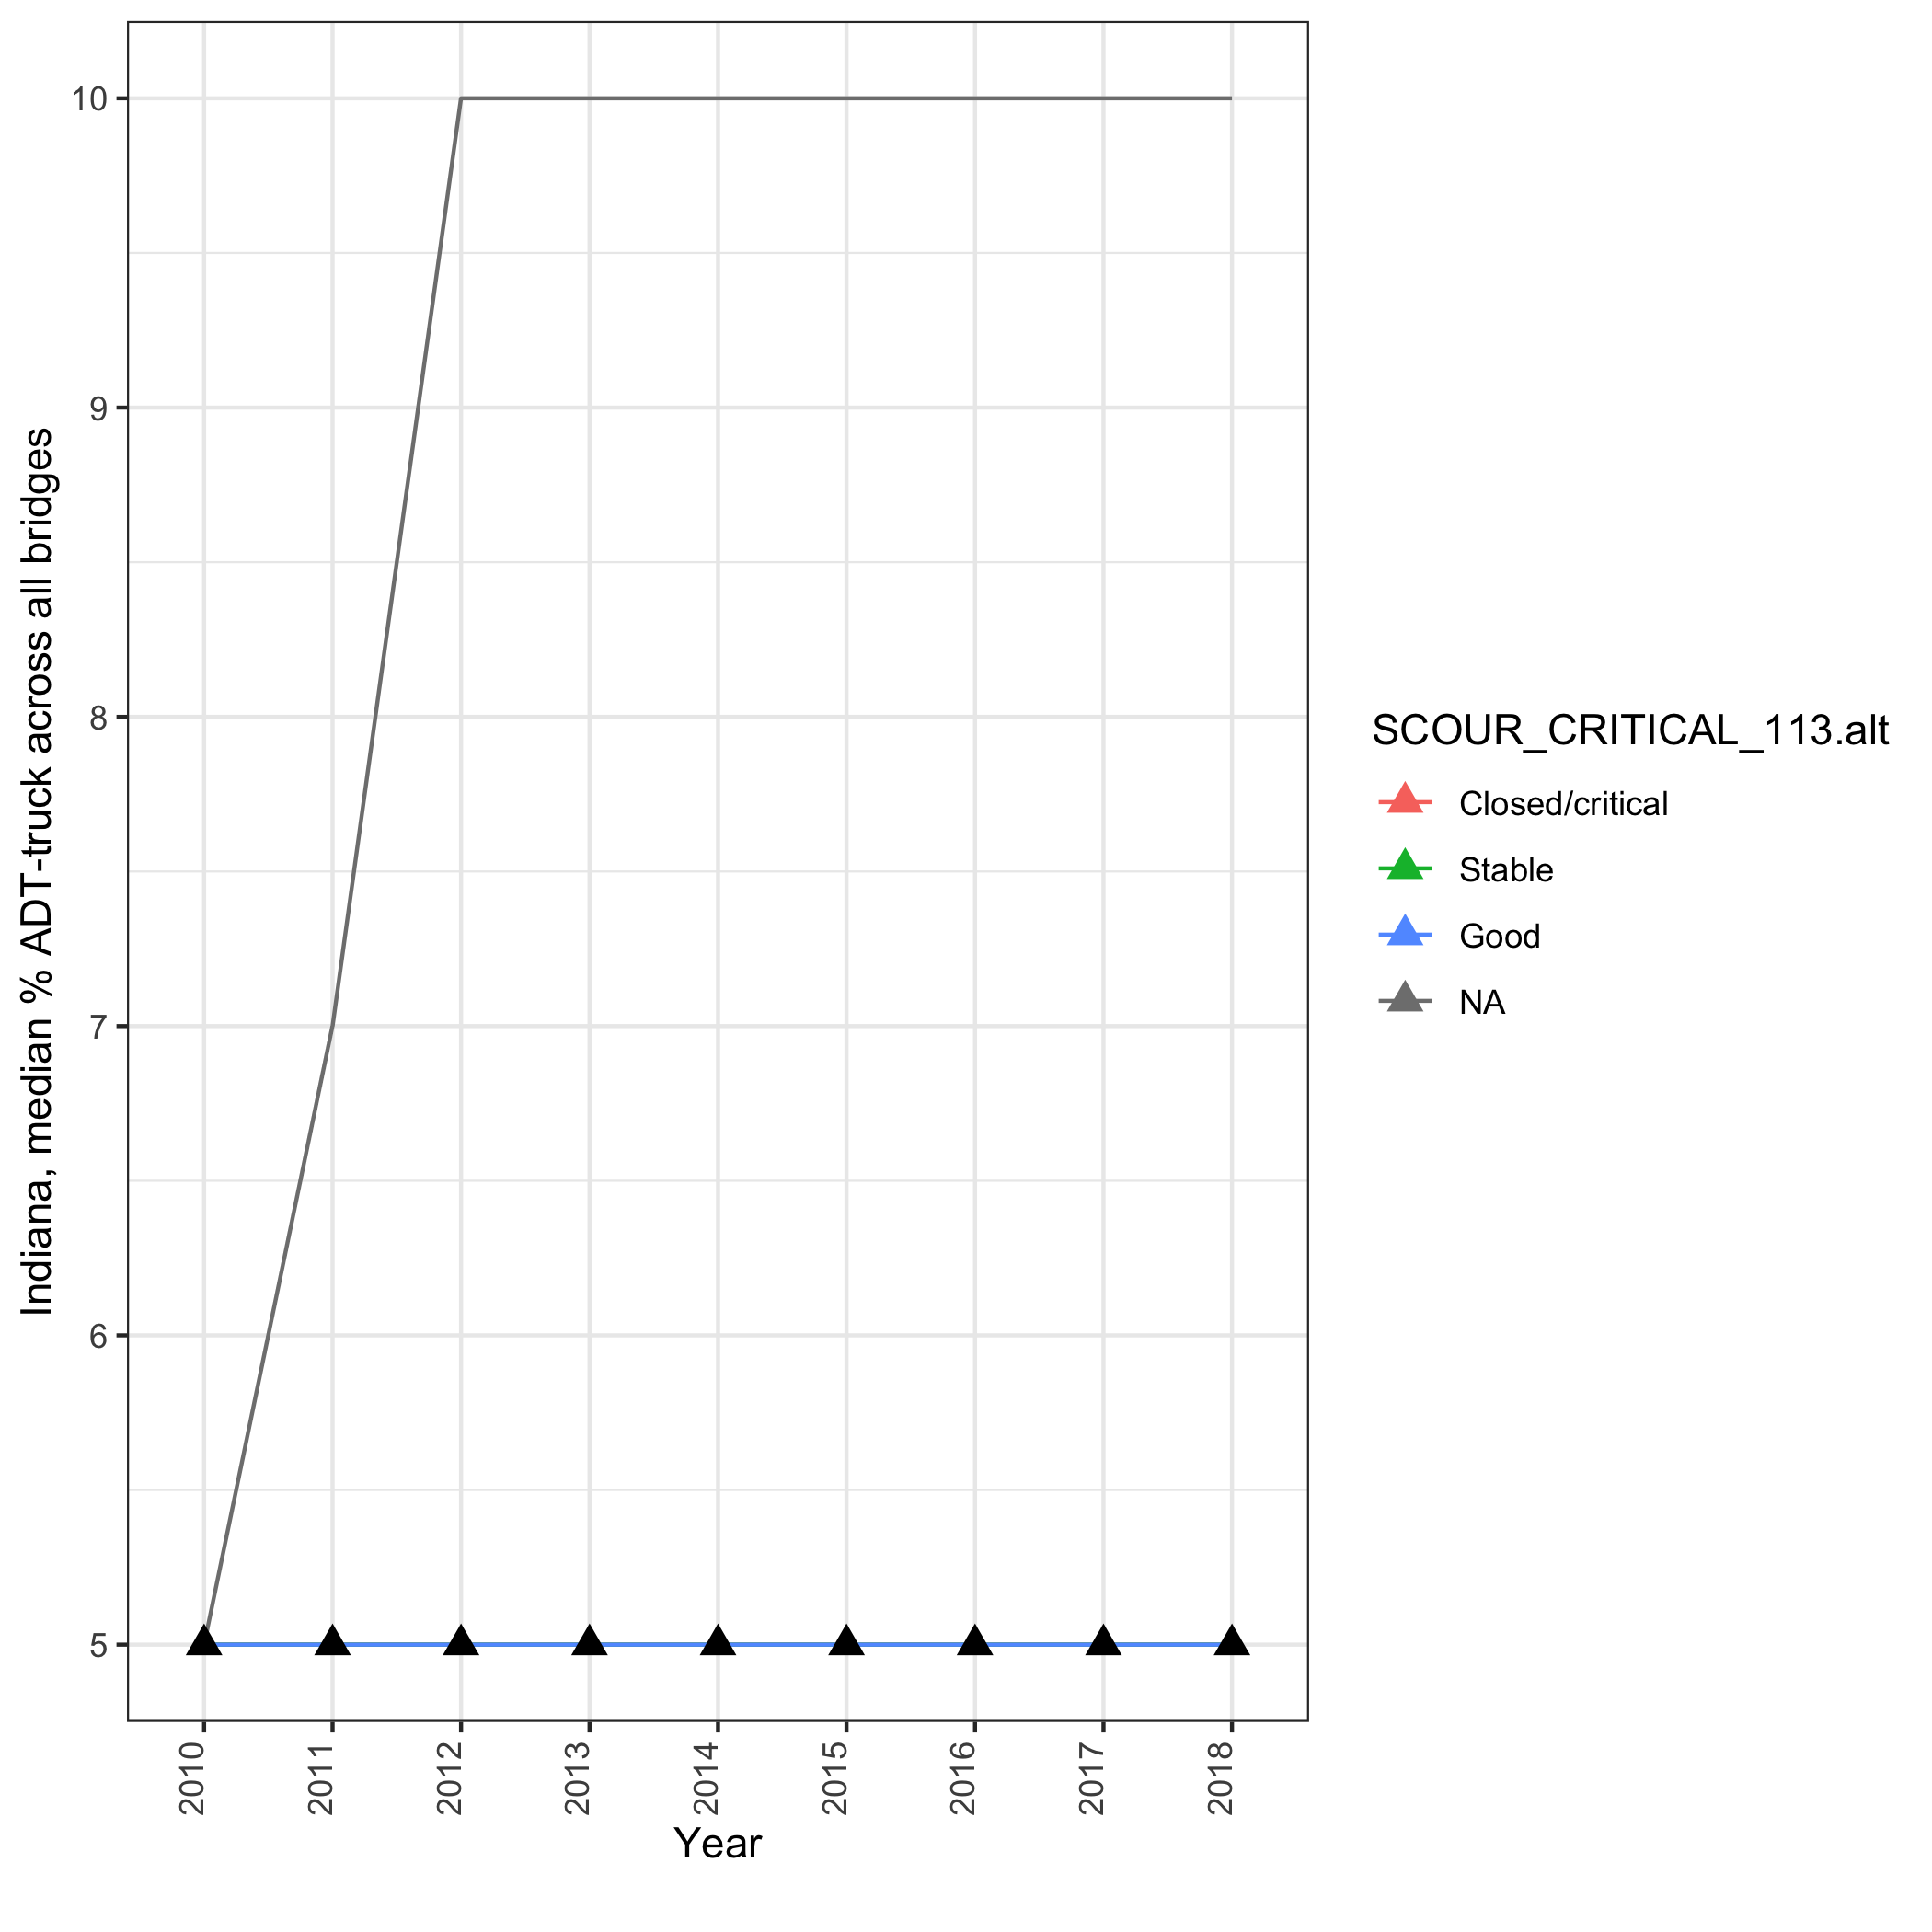 Indiana, median % ADT-truck across all bridges
10
9
8
7
6
5
2010
2011
2012
2013
2014
2015
2016
2017
2018
Year
SCOUR_CRITICAL_113.alt
Closed/critical
Stable
Good
NA